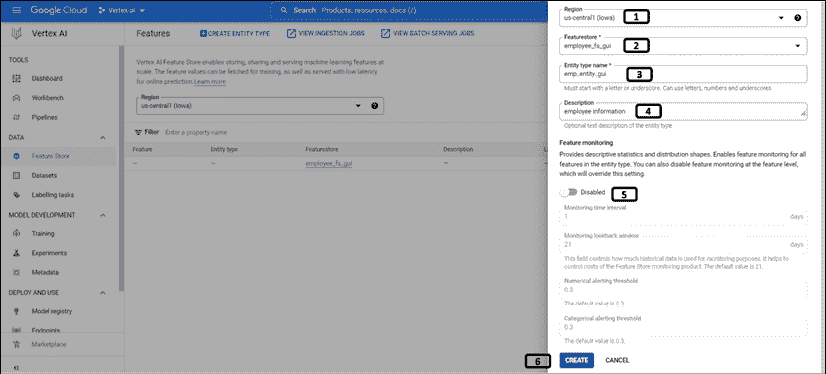 Google Cloud
Vertex-ai
Search Products, resources, docs (/)
Vertex AI
TOOLS
Dashboard
Workbench
Pipelines
DATA
Feature Store
Datasets
Labelling tasks
MODEL DEVELOPMENT
Training
Experiments
Metadata
DEPLOY AND USE
Model registry
Endpoints
Marketplace
Features
CREATE ENTITY TYPE
VIEW INGESTION JOBS
VIEW BATCH SERVING JOBS
Vertex AI Feature Store enables storing, sharing and serving machine learning features at
scale. The feature values can be fetched for training, as well as served with low latency
for online prediction. Learn more
Region
us-central1 (Iowa)
Filter Enter a property name
Feature Entity type Featurestore Description
— — employee_fs_gui —
Region
us-central1 (Iowa)
1
Featurestore *
employee_fs_gui
2
Entity type name *
emp_entity_gui
3
Must start with a letter or underscore. Can use letters, numbers and underscores.
Description
employee information
4
Optional text description of the entity type
Feature monitoring
Provides descriptive statistics and distribution shapes. Enables feature monitoring for all
features in the entity type. You can also disable feature monitoring at the feature level,
which will override this setting.
Disabled
5
Monitoring time interval
1 days
Monitoring lookback window
21 days
This field controls how much historical data is used for monitoring purposes. It helps to
control costs of the Feature Store monitoring product. The default value is 21.
Numerical alerting threshold
0.3
The default value is 0.3.
Categorical alerting threshold
0.3
The default value is 0.3.
6
CREATE
CANCEL